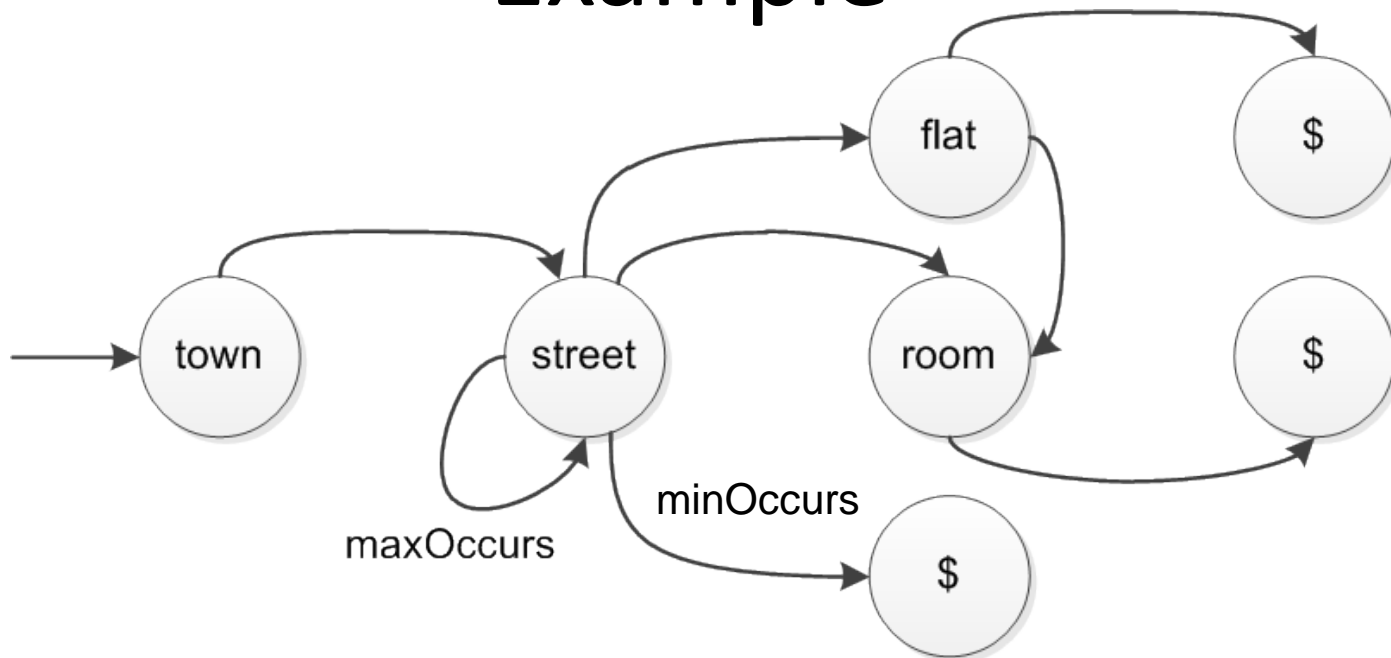 Example
flat
$
town
street
room
$
minOccurs
maxOccurs
$